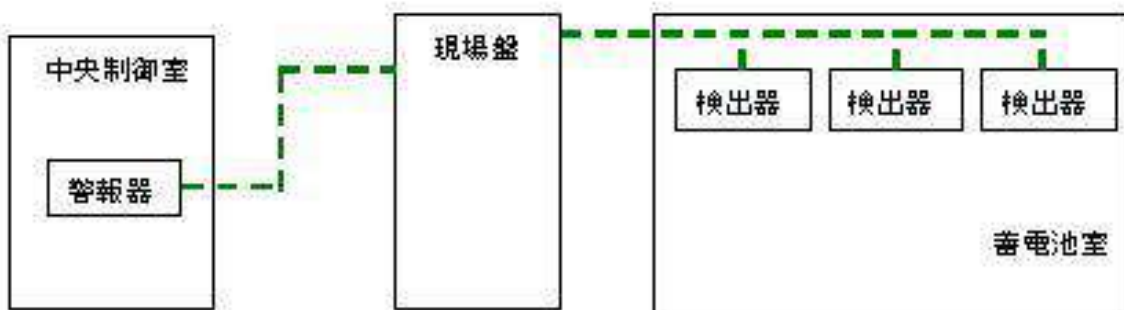 中央制御室
警報器
現場盤
検出器
検出器
検出器
蓄電池室